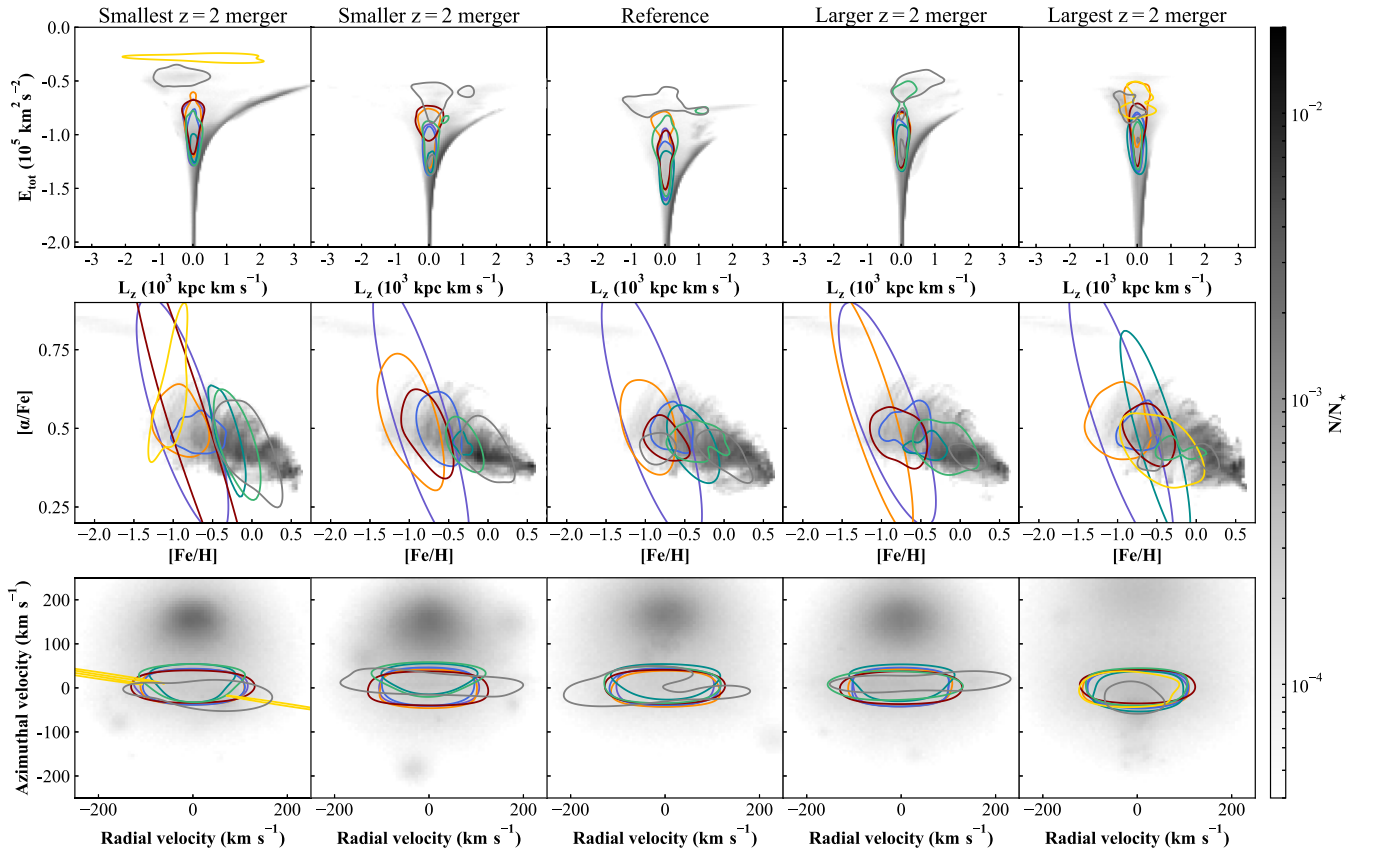 Smallest z = 2 merger Smaller z = 2 merger Reference Larger z = 2 merger Largest z = 2 merger
0.0
-0.5
-1.0
-1.5
-2.0
E_tot (10^5 km^2 s^−2)
-3 -2 -1 0.0 1 2 3 -3 -2 -1 0.0 1 2 3 -3 -2 -1 0.0 1 2 3 -3 -2 -1 0.0 1 2 3 -3 -2 -1 0.0 1 2 3
L_z (10^3 kpc km s^−1) L_z (10^3 kpc km s^−1) L_z (10^3 kpc km s^−1) L_z (10^3 kpc km s^−1) L_z (10^3 kpc km s^−1)
0.75
0.50
0.25
[α/Fe]
−2.0 −1.5 −1.0 −0.5 0.0 0.5 −2.0 −1.5 −1.0 −0.5 0.0 0.5 −2.0 −1.5 −1.0 −0.5 0.0 0.5 −2.0 −1.5 −1.0 −0.5 0.0 0.5 −2.0 −1.5 −1.0 −0.5 0.0 0.5
[Fe/H] [Fe/H] [Fe/H] [Fe/H] [Fe/H]
200
100
0
-100
-200
Azimuthal velocity (km s^−1)
−200 0 200 −200 0 200 −200 0 200 −200 0 200 −200 0 200
Radial velocity (km s^−1) Radial velocity (km s^−1) Radial velocity (km s^−1) Radial velocity (km s^−1) Radial velocity (km s^−1)
10^−2
10^−3
10^−4
N/N_⋆